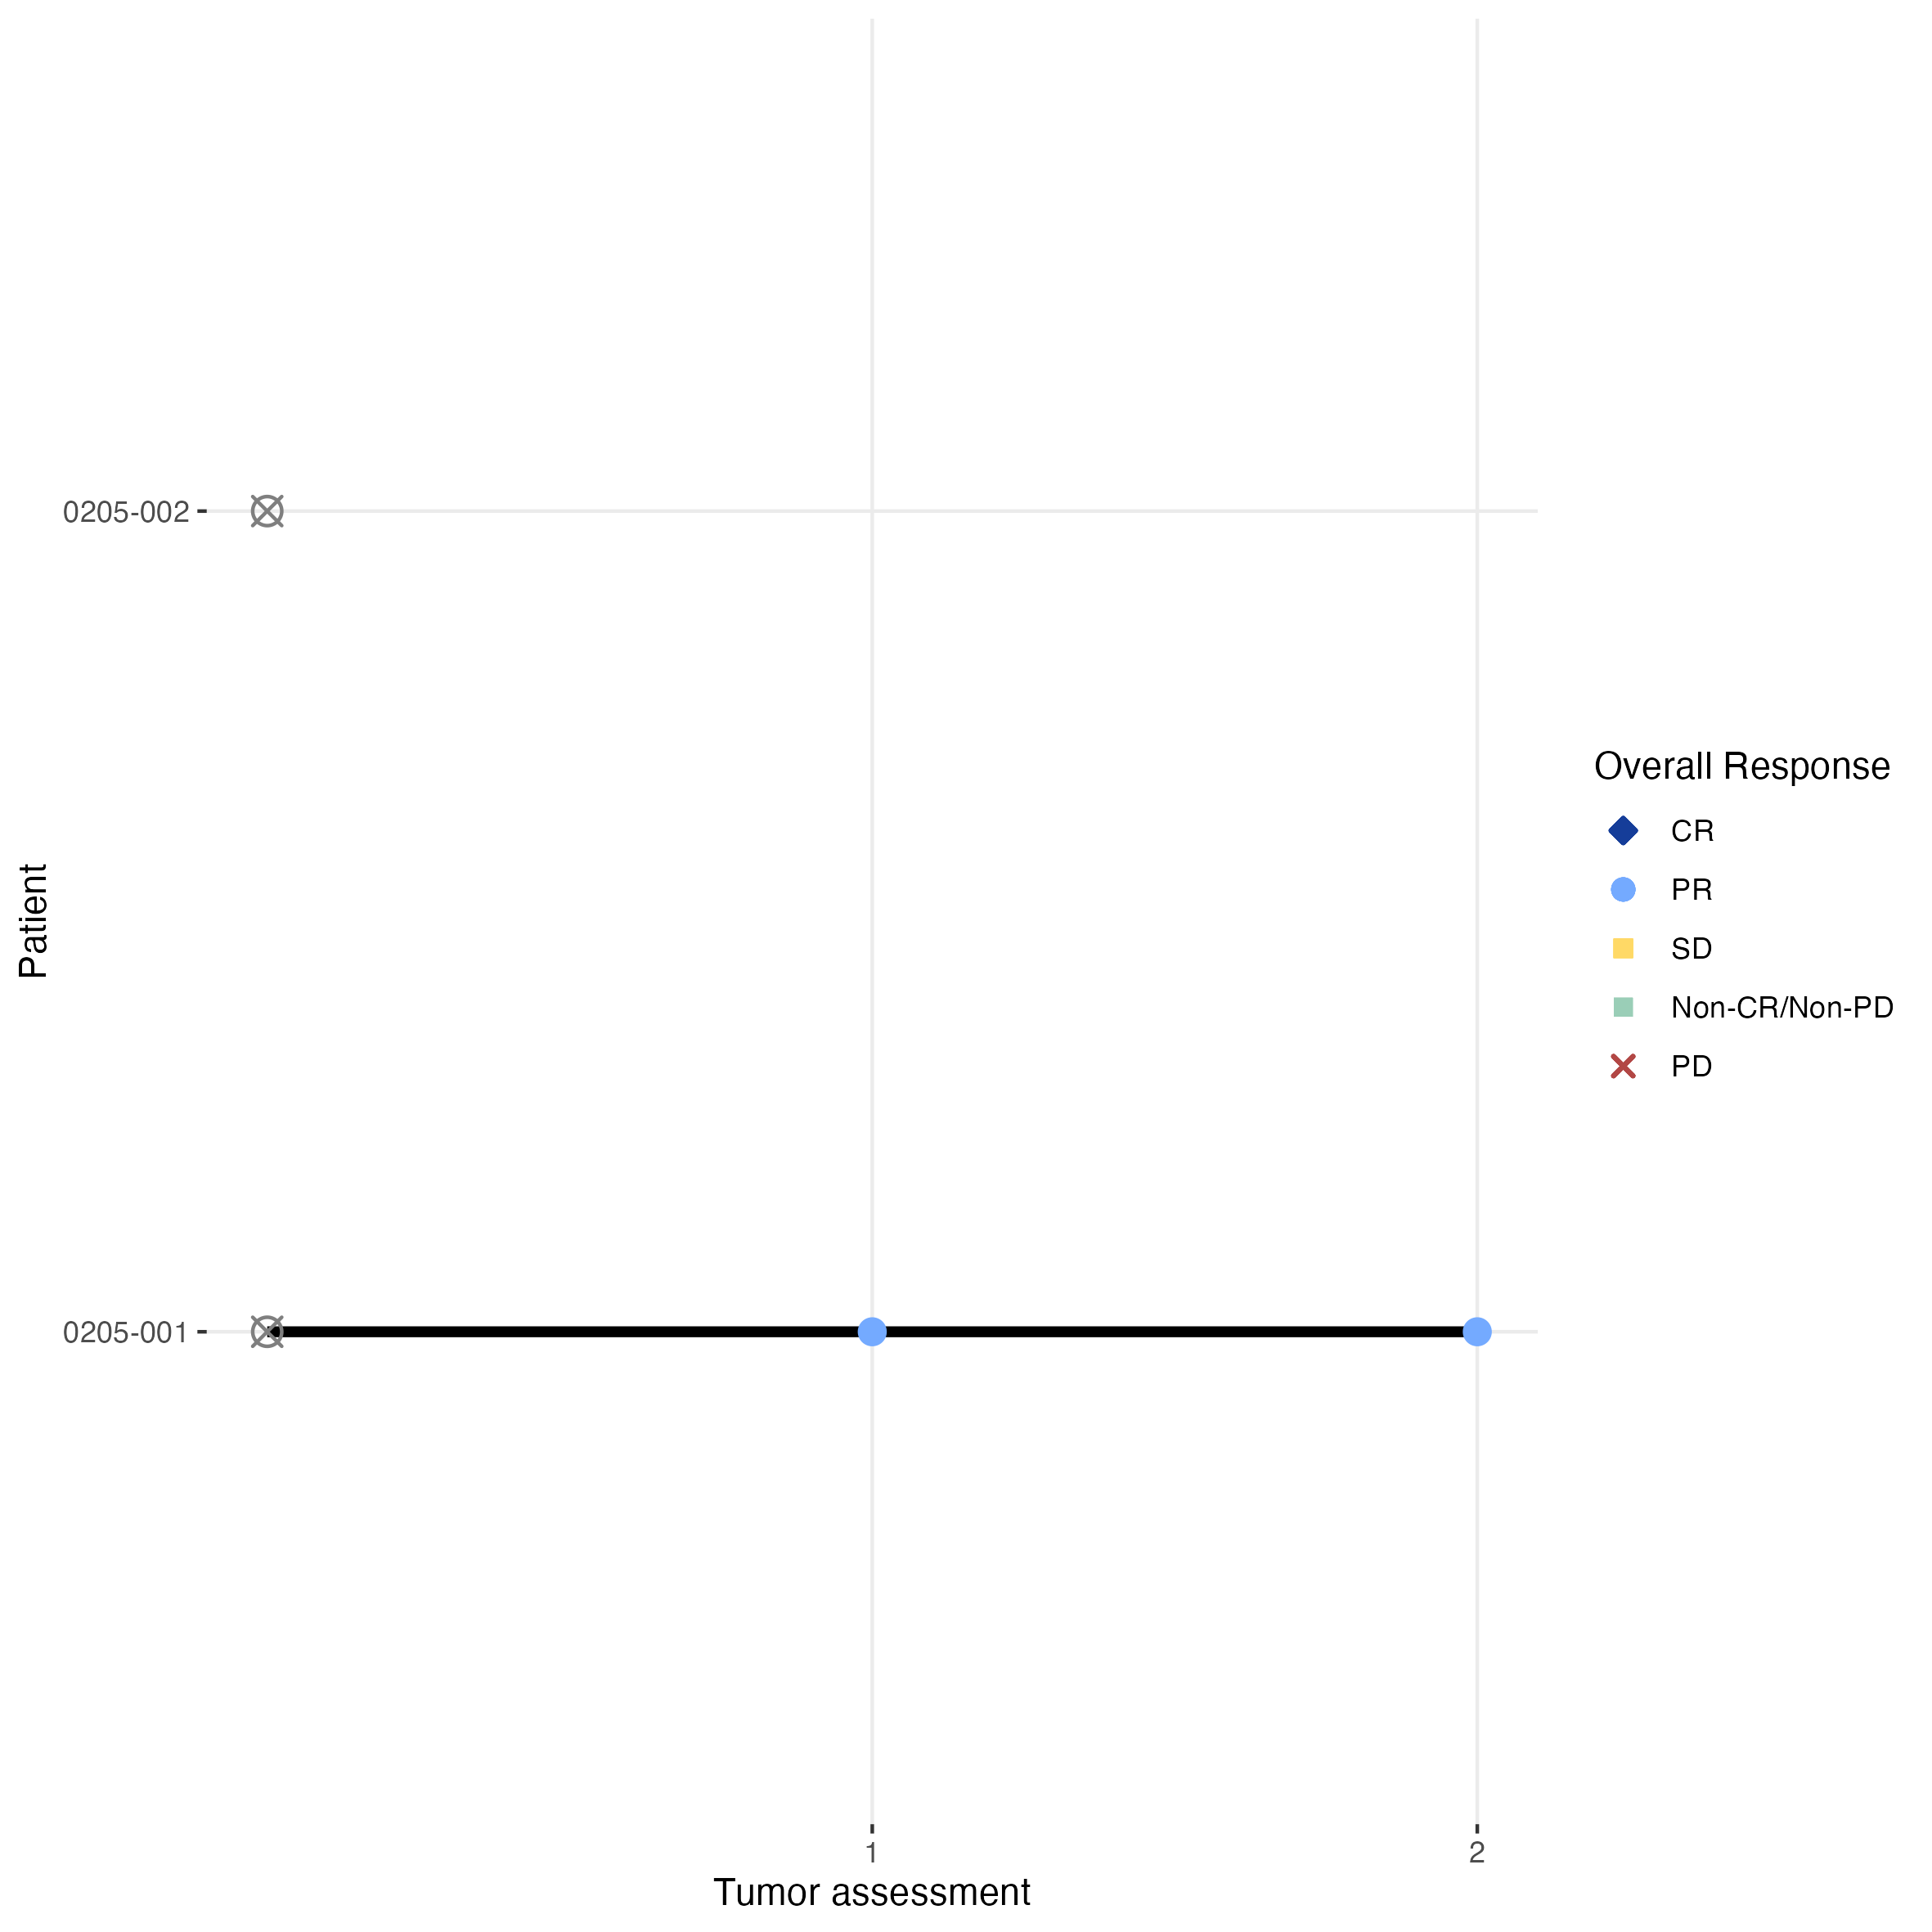 0205-002
0205-001
Patient
1
2
Tumor assessment
Overall Response
CR
PR
SD
Non-CR/Non-PD
PD